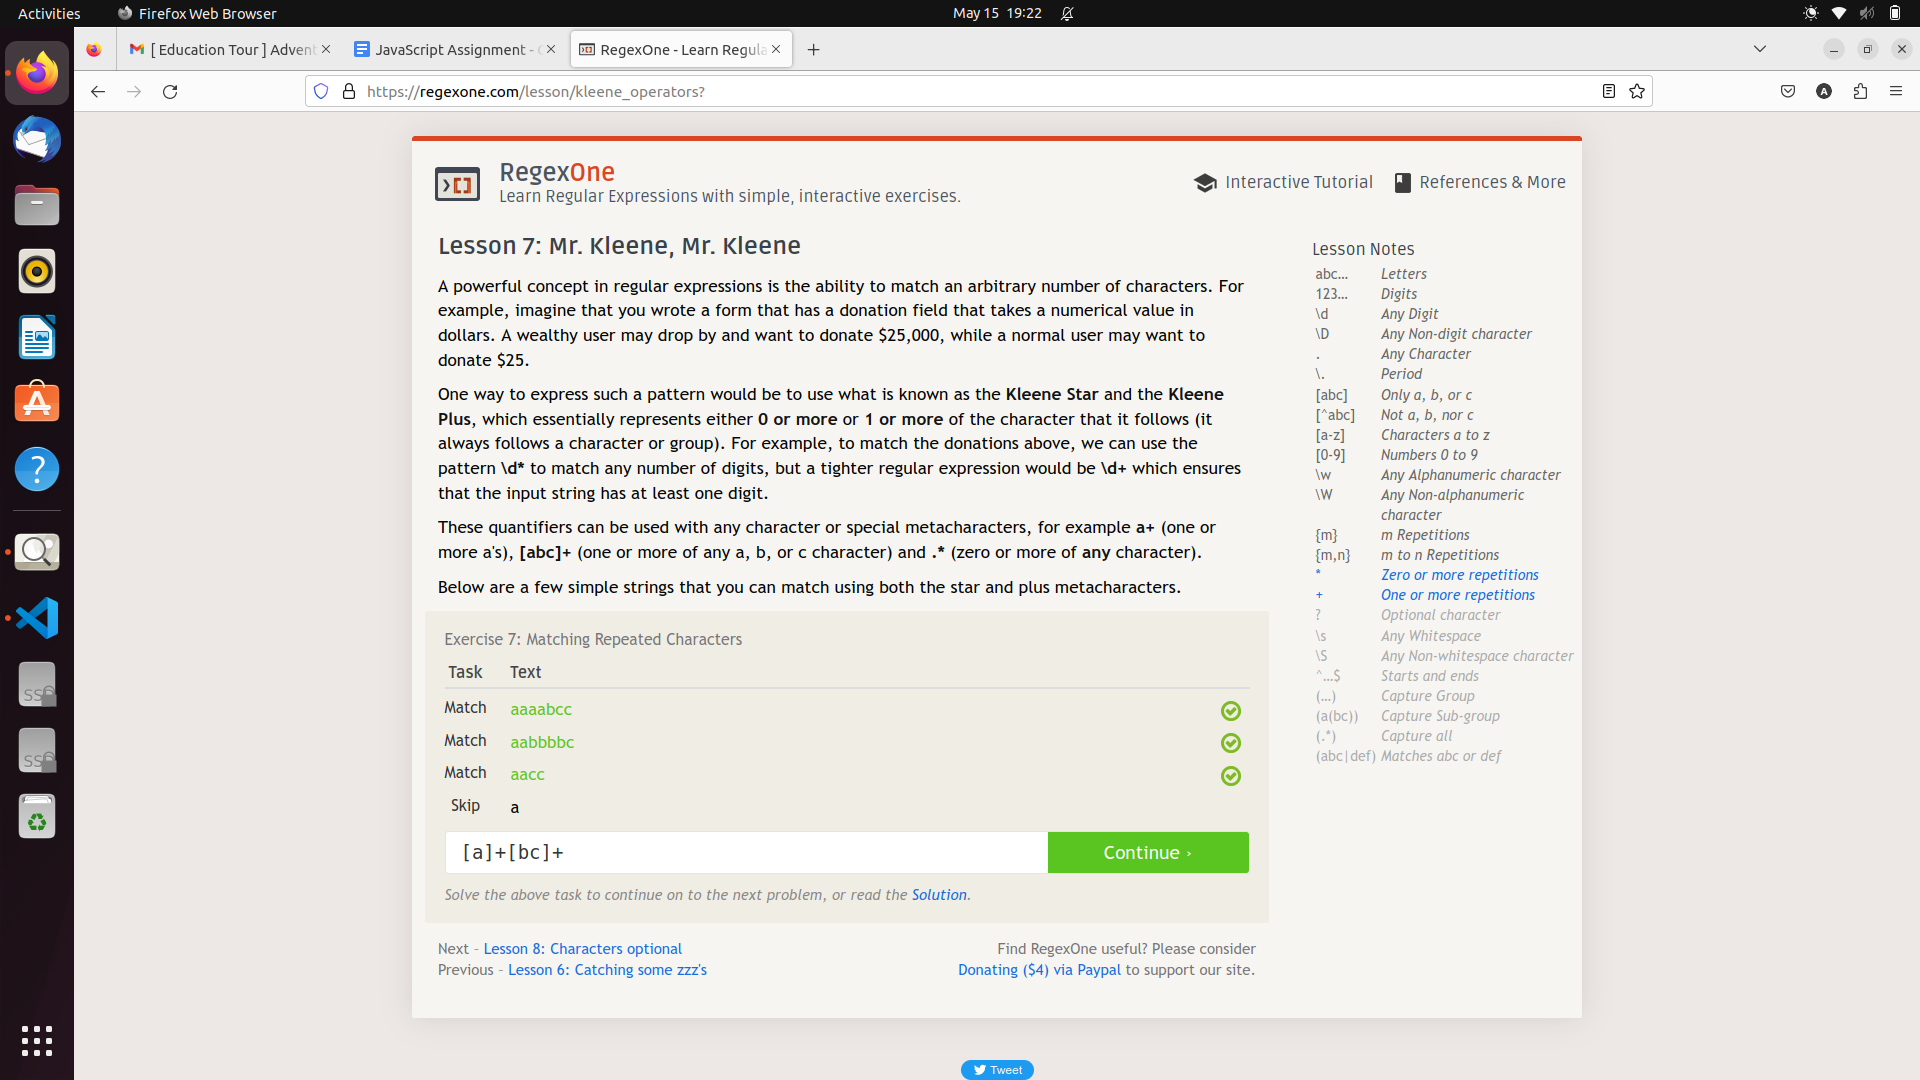 Activities
Firefox Web Browser
May 15  19:22
[ Education Tour ] Advent
JavaScript Assignment -
RegexOne - Learn Regula
https://regexone.com/lesson/kleene_operators?
A
RegexOne
Learn Regular Expressions with simple, interactive exercises.
Interactive Tutorial
References & More
Lesson 7: Mr. Kleene, Mr. Kleene
A powerful concept in regular expressions is the ability to match an arbitrary number of characters. For
example, imagine that you wrote a form that has a donation field that takes a numerical value in
dollars. A wealthy user may drop by and want to donate $25,000, while a normal user may want to
donate $25.
One way to express such a pattern would be to use what is known as the Kleene Star and the Kleene
Plus, which essentially represents either 0 or more or 1 or more of the character that it follows (it
always follows a character or group). For example, to match the donations above, we can use the
pattern \d* to match any number of digits, but a tighter regular expression would be \d+ which ensures
that the input string has at least one digit.
These quantifiers can be used with any character or special metacharacters, for example a+ (one or
more a's), [abc]+ (one or more of any a, b, or c character) and .* (zero or more of any character).
Below are a few simple strings that you can match using both the star and plus metacharacters.
Exercise 7: Matching Repeated Characters
Task Text
Match aaaabcc
Match aabbbbc
Match aacc
Skip a
[a]+[bc]+
Continue ›
Solve the above task to continue on to the next problem, or read the Solution.
Next - Lesson 8: Characters optional
Previous - Lesson 6: Catching some zzz's
Find RegexOne useful? Please consider
Donating ($4) via Paypal to support our site.
Lesson Notes
abc… Letters
123… Digits
\d Any Digit
\D Any Non-digit character
. Any Character
\. Period
[abc] Only a, b, or c
[^abc] Not a, b, nor c
[a-z] Characters a to z
[0-9] Numbers 0 to 9
\w Any Alphanumeric character
\W Any Non-alphanumeric
character
{m} m Repetitions
{m,n} m to n Repetitions
* Zero or more repetitions
+ One or more repetitions
? Optional character
\s Any Whitespace
\S Any Non-whitespace character
^…$ Starts and ends
(…) Capture Group
(a(bc)) Capture Sub-group
(.*) Capture all
(abc|def) Matches abc or def
Tweet